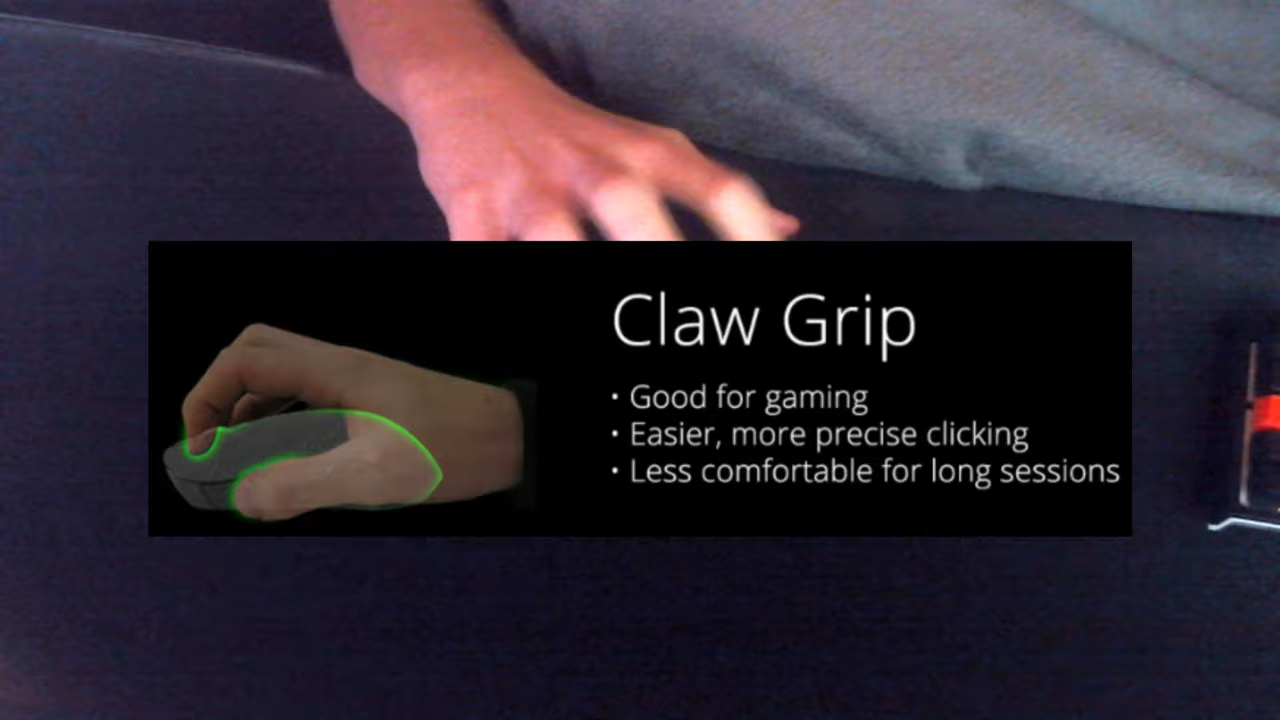 Claw Grip
• Good for gaming
• Easier, more precise clicking
• Less comfortable for long sessions